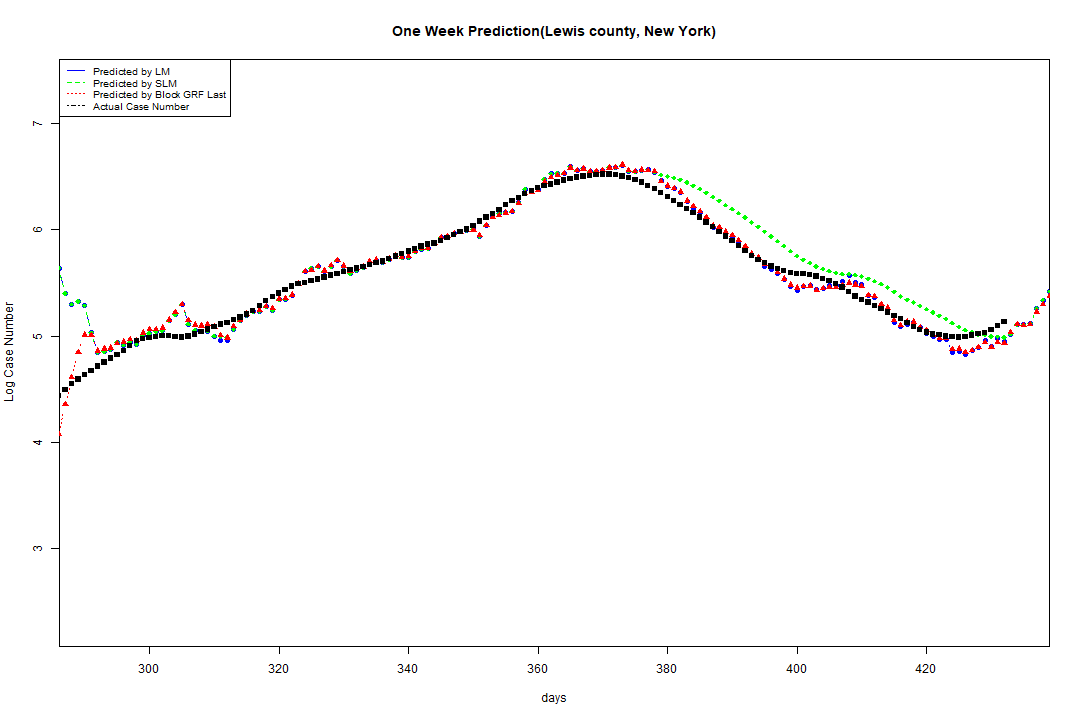 One Week Prediction(Lewis county, New York)
Predicted by LM
Predicted by SLM
Predicted by Block GRF Last
Actual Case Number
7
6
5
4
3
Log Case Number
300 320 340 360 380 400 420
days